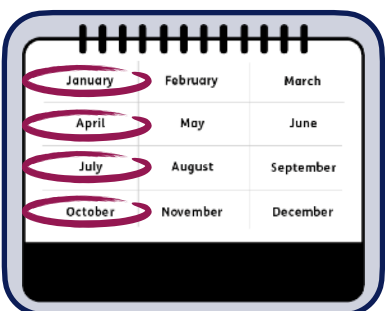 January February March
April May June
July August September
October November December